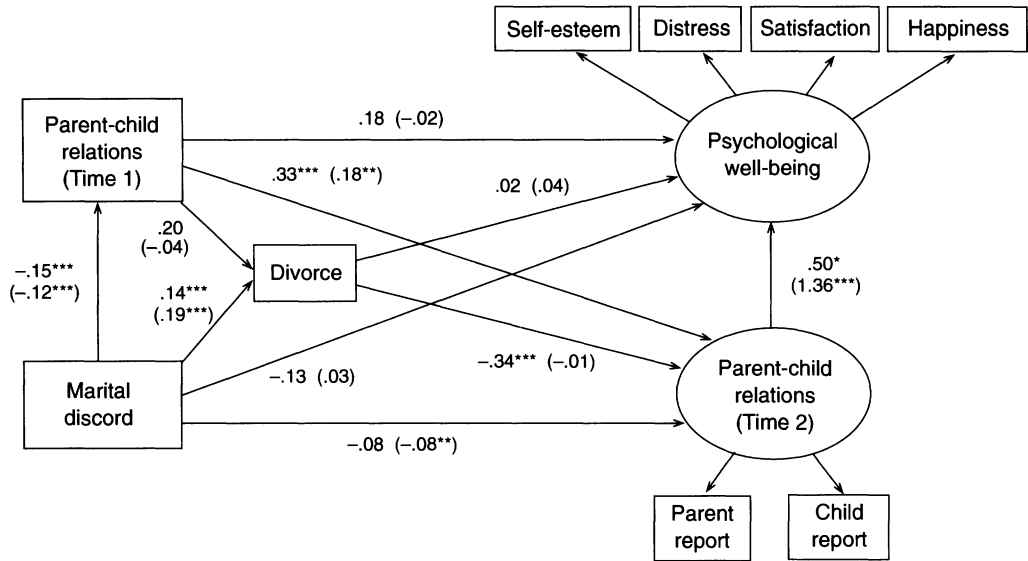 Self-esteem
Distress
Satisfaction
Happiness
Parent-child
relations
(Time 1)
.18 (–.02)
Psychological
well-being
.33*** (.18**)
.02 (.04)
.20
(–.04)
Divorce
–.15***
(–.12***)
.14***
(.19***)
.50*
(1.36***)
–.34*** (–.01)
–.13 (.03)
Marital
discord
Parent-child
relations
(Time 2)
–.08 (–.08**)
Parent
report
Child
report